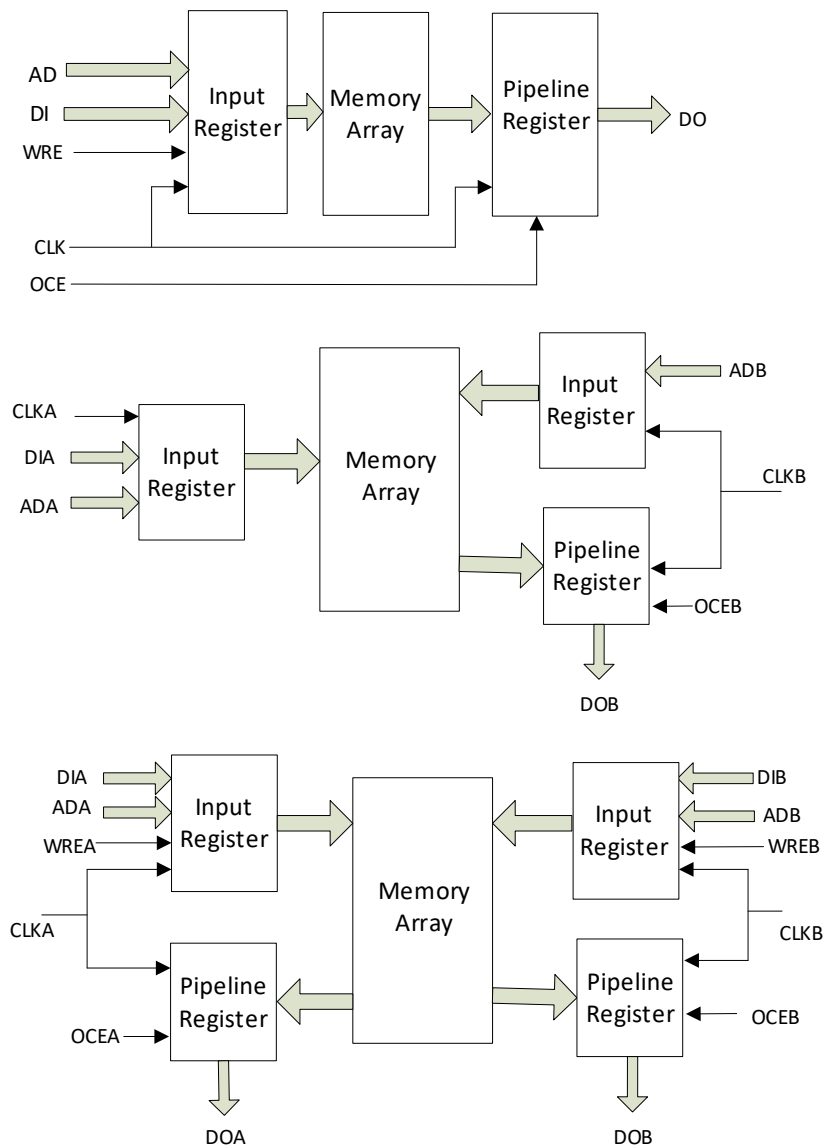 AD
DI
WRE
CLK
OCE
Input
Register
Memory
Array
Pipeline
Register
DO
CLKA
DIA
ADA
Input
Register
Memory
Array
Input
Register
ADB
CLKB
Pipeline
Register
OCEB
DOB
DIA
ADA
WREA
CLKA
Input
Register
Pipeline
Register
OCEA
DOA
Memory
Array
Input
Register
DIB
ADB
WREB
CLKB
Pipeline
Register
OCEB
DOB